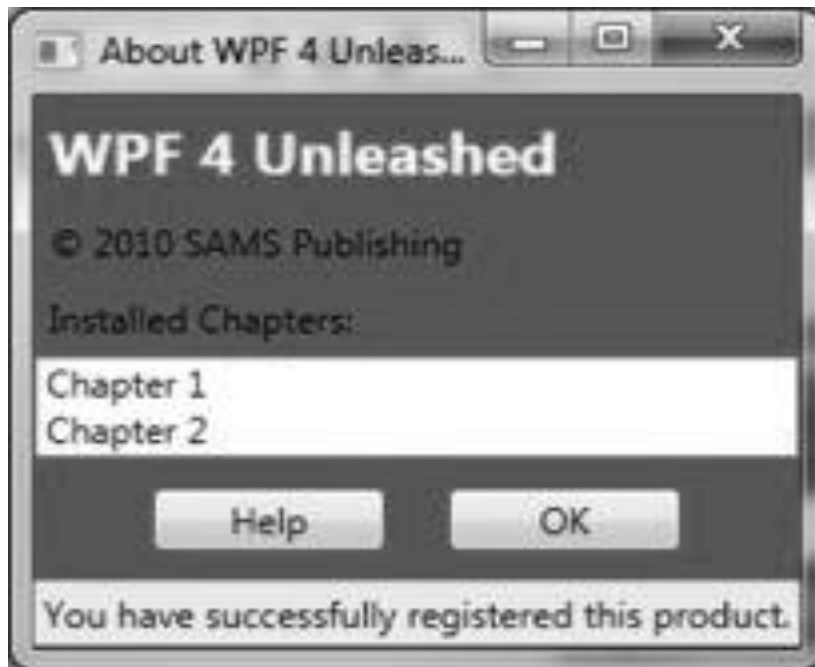 About WPF 4 Unleas...
WPF 4 Unleashed
© 2010 SAMS Publishing
Installed Chapters:
Chapter 1
Chapter 2
Help OK
You have successfully registered this product.